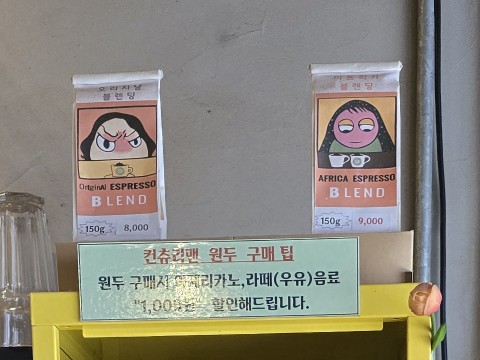 오리지날
블렌딩
OriginAl ESPRESSO
BLEND
150g 8,000
아프리카
블렌딩
AFRICA ESPRESSO
BLEND
150g 9,000
컨츄리맨 원두 구매 팁
원두 구매시 아메리카노,라떼(우유)음료
"1,000원" 할인해드립니다.